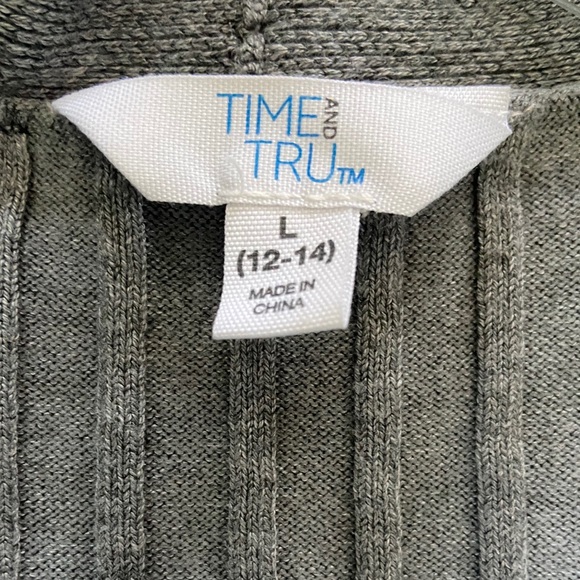 TIME AND
TRU™
L
(12-14)
MADE IN
CHINA